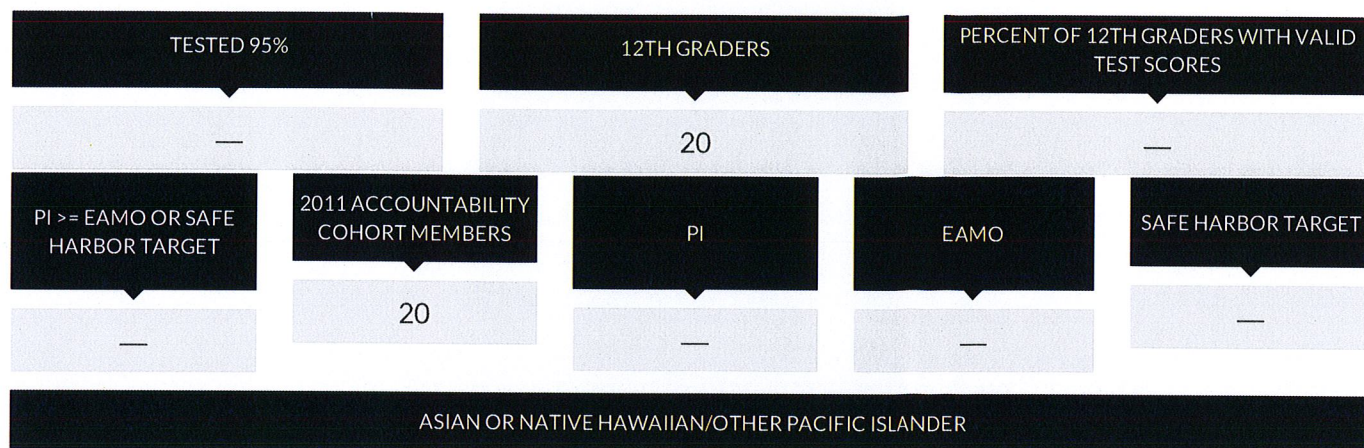 TESTED 95%
12TH GRADERS
PERCENT OF 12TH GRADERS WITH VALID
TEST SCORES
—
20
—
PI >= EAMO OR SAFE
HARBOR TARGET
2011 ACCOUNTABILITY
COHORT MEMBERS
PI
EAMO
SAFE HARBOR TARGET
—
20
—
—
—
ASIAN OR NATIVE HAWAIIAN/OTHER PACIFIC ISLANDER